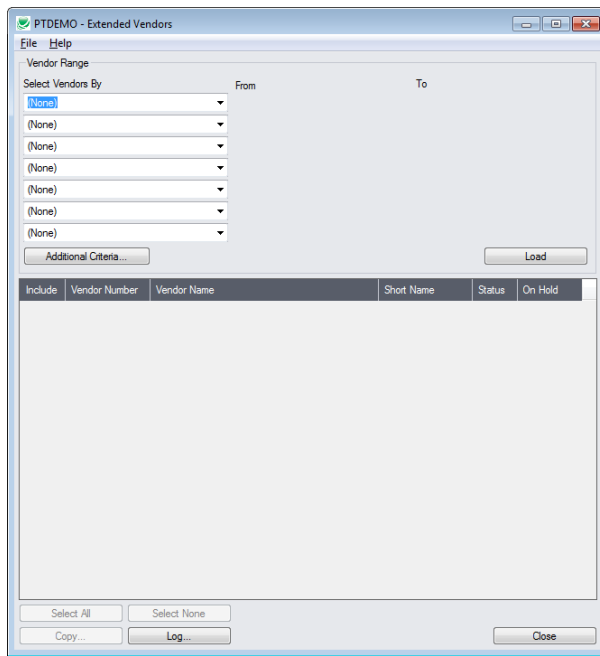 PTDEMO - Extended Vendors
File Help
Vendor Range
Select Vendors By From To
(None)
(None)
(None)
(None)
(None)
(None)
(None)
Additional Criteria... Load
Include Vendor Number Vendor Name Short Name Status On Hold
Select All Select None
Copy... Log... Close